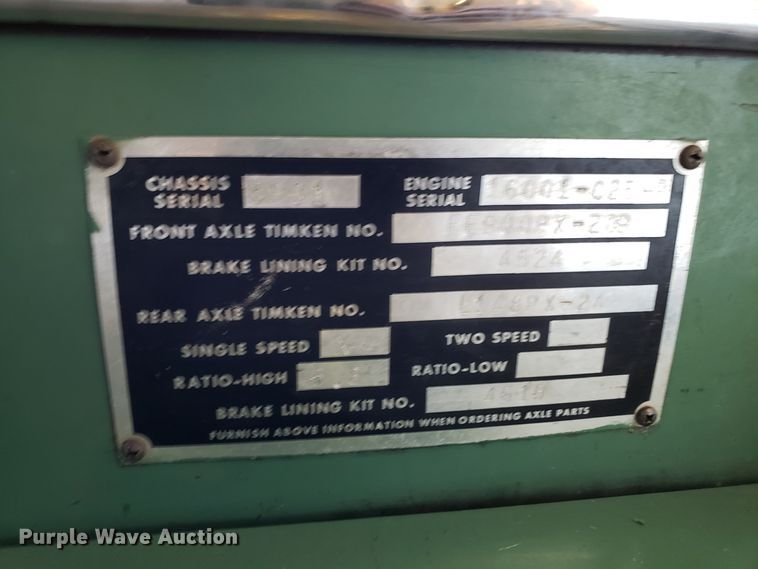 CHASSIS SERIAL
ENGINE SERIAL
FRONT AXLE TIMKEN NO.
BRAKE LINING KIT NO. 4524
REAR AXLE TIMKEN NO.
SINGLE SPEED
TWO SPEED
RATIO-HIGH
RATIO-LOW
BRAKE LINING KIT NO.
FURNISH ABOVE INFORMATION WHEN ORDERING AXLE PARTS
Purple Wave Auction